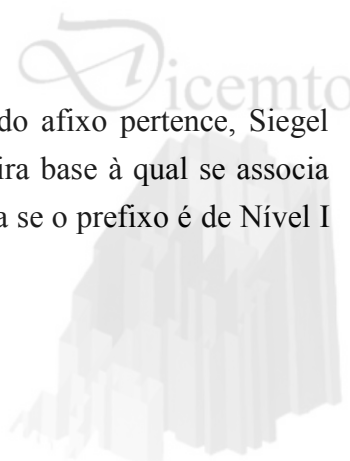 Dicemto
do afixo pertence, Siegel
ira base à qual se associa
a se o prefixo é de Nível I